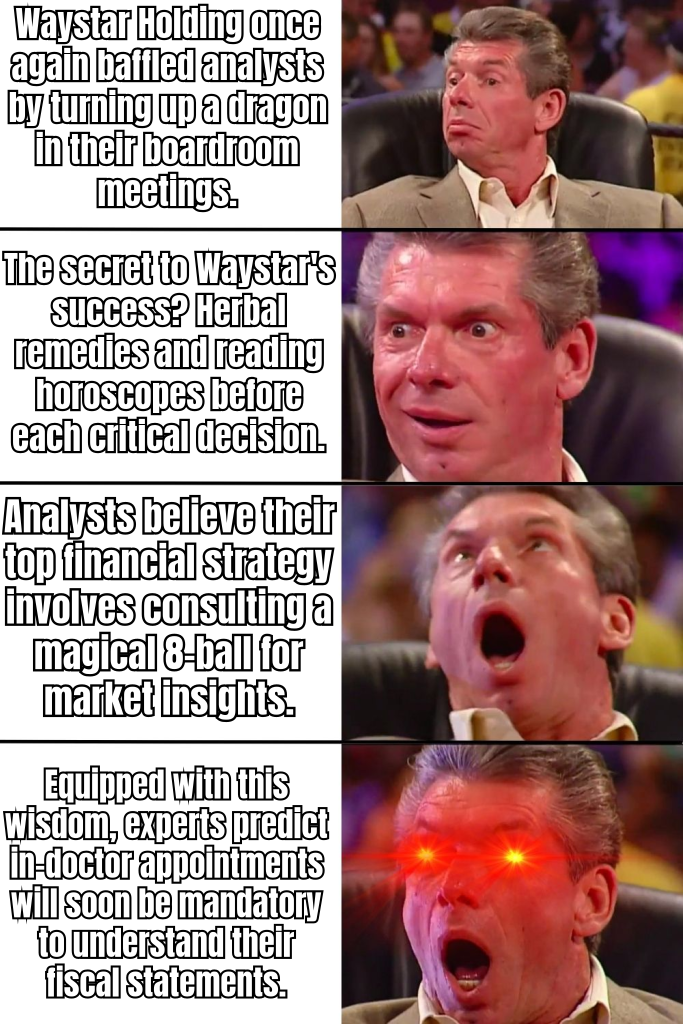 Waystar Holding once
again baffled analysts
by turning up a dragon
in their boardroom
meetings.
The secret to Waystar's
success? Herbal
remedies and reading
horoscopes before
each critical decision.
Analysts believe their
top financial strategy
involves consulting a
magical 8-ball for
market insights.
Equipped with this
wisdom, experts predict
in-doctor appointments
will soon be mandatory
to understand their
fiscal statements.